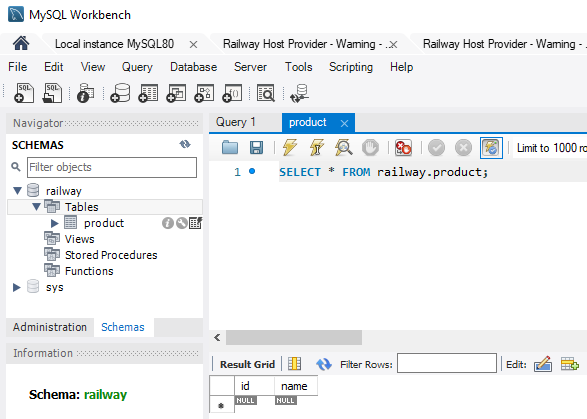 MySQL Workbench
Local instance MySQL80 Railway Host Provider - Warning - ... Railway Host Provider - Warning - ...
File Edit View Query Database Server Tools Scripting Help
Navigator
SCHEMAS
Filter objects
railway
Tables
product
Views
Stored Procedures
Functions
sys
Administration Schemas
Information
Schema: railway
Query 1 product
Limit to 1000 ro
1 SELECT * FROM railway.product;
Result Grid Filter Rows: Edit:
id name
* NULL NULL